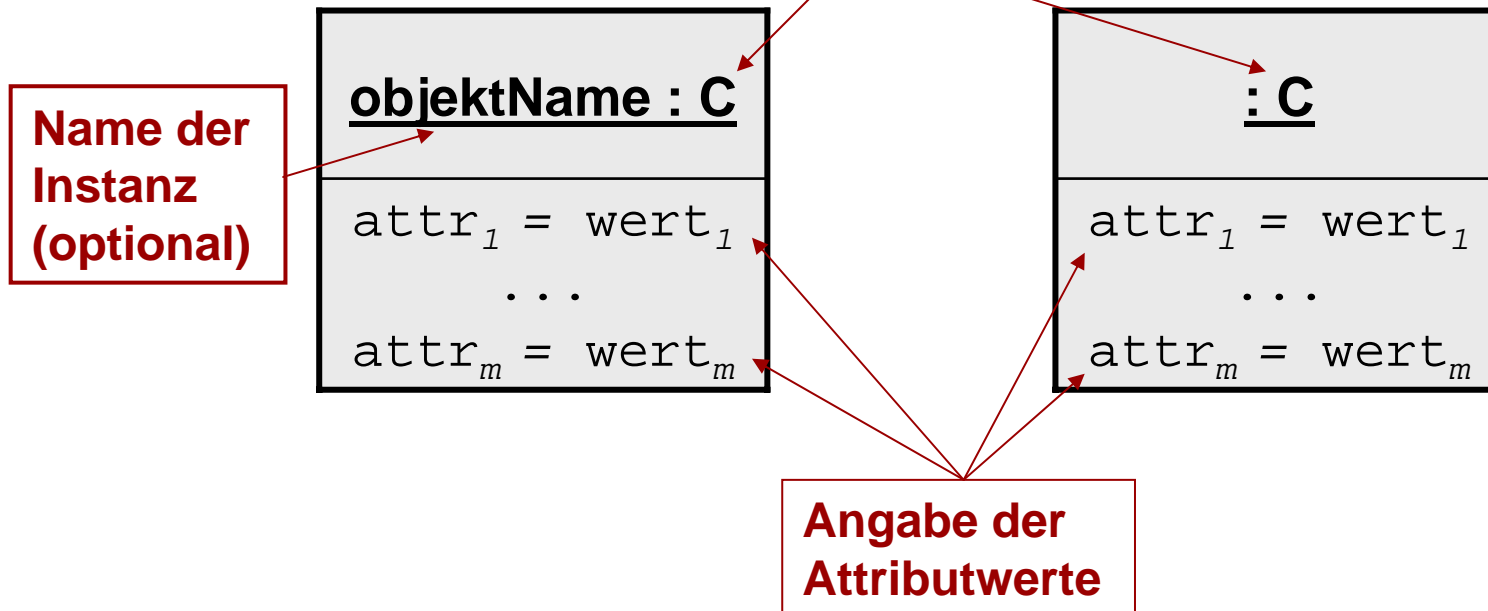 Name der
Instanz
(optional)
objektName : C
attr₁ = wert₁
...
attrₘ = wertₘ
: C
attr₁ = wert₁
...
attrₘ = wertₘ
Angabe der
Attributwerte